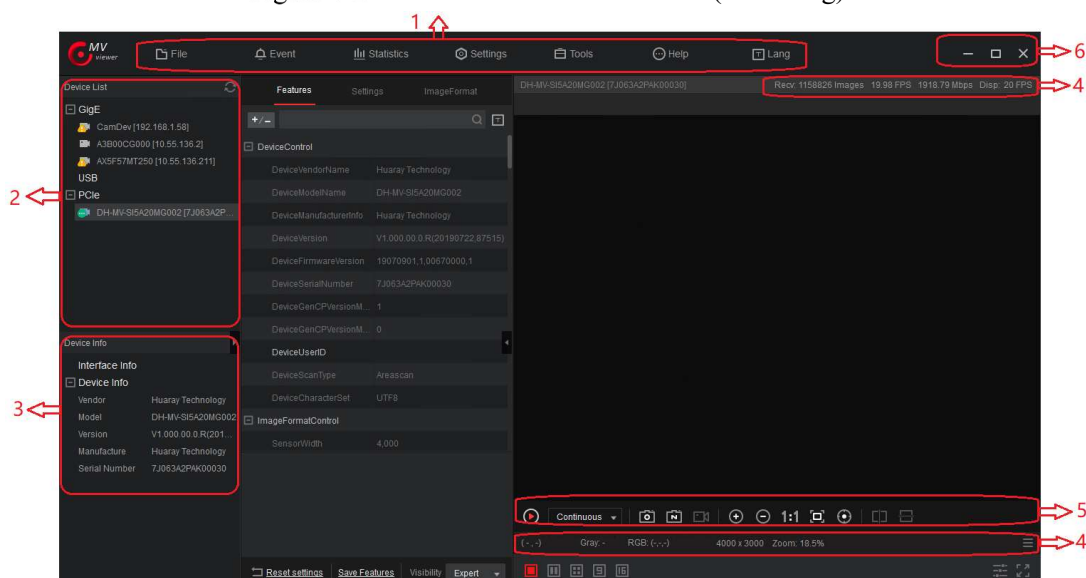 1
MV viewer
File
Event
Statistics
Settings
Tools
Help
Lang
6
Device List
GigE
CamDev [192.168.1.58]
A3B00CG000 [10.55.136.2]
AX5F57MT250 [10.55.136.211]
USB
PCIe
DH-MV-SI5A20MG002 [7J063A2P...
2
Device Info
Interface Info
Device Info
Vendor Huaray Technology
Model DH-MV-SI5A20MG002
Version V1.000.00.0.R(201...
Manufacture Huaray Technology
Serial Number 7J063A2PAK00030
3
Features Settings ImageFormat
+/-
DeviceControl
DeviceVendorName Huaray Technology
DeviceModelName DH-MV-SI5A20MG002
DeviceManufacturerInfo Huaray Technology
DeviceVersion V1.000.00.0.R(20190722,87515)
DeviceFirmwareVersion 19070901,1,00670000,1
DeviceSerialNumber 7J063A2PAK00030
DeviceGenCPVersionM... 1
DeviceGenCPVersionM... 0
DeviceUserID
DeviceScanType Areascan
DeviceCharacterSet UTF8
ImageFormatControl
SensorWidth 4,000
Reset settings Save Features Visibility Expert
DH-MV-SI5A20MG002 [7J063A2PAK00030]
Recv: 1158826 Images 19.98 FPS 1918.79 Mbps Disp: 20 FPS
4
Continuous 1:1
5
(-,-) Gray: - RGB: (-,-,-) 4000 x 3000 Zoom: 18.5%
4
9 16